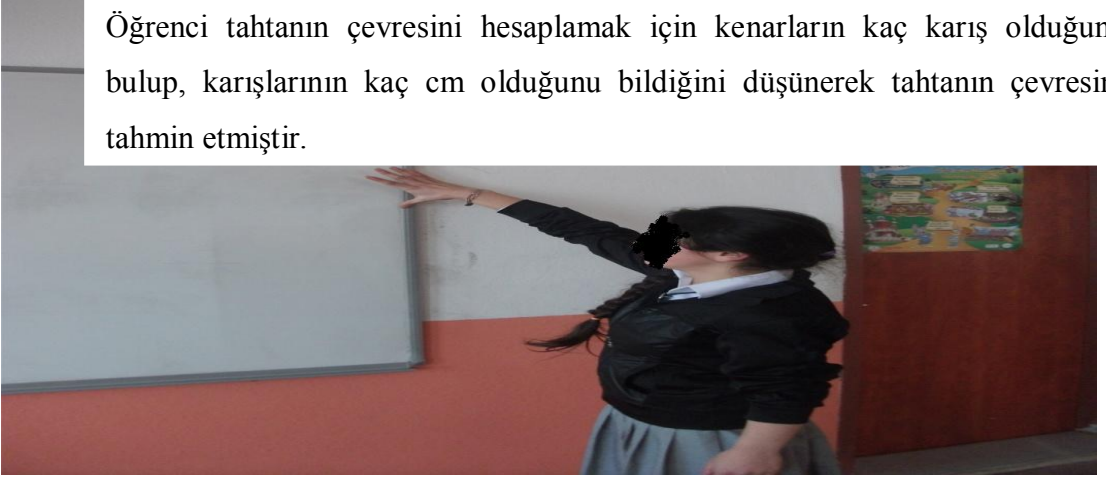 Öğrenci tahtanın çevresini hesaplamak için kenarların kaç karış olduğun
bulup, karışlarının kaç cm olduğunu bildiğini düşünerek tahtanın çevresin
tahmin etmiştir.